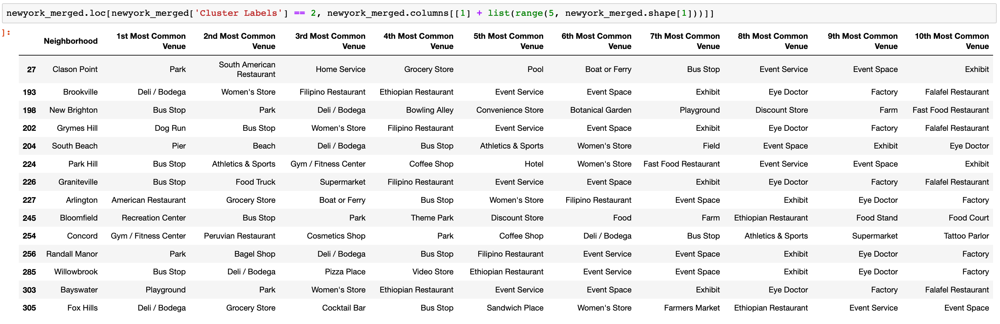 newyork_merged.loc[newyork_merged['Cluster Labels'] == 2, newyork_merged.columns[[1] + list(range(5, newyork_merged.shape[1]))]]
]:
Neighborhood 1st Most Common Venue 2nd Most Common Venue 3rd Most Common Venue 4th Most Common Venue 5th Most Common Venue 6th Most Common Venue 7th Most Common Venue 8th Most Common Venue 9th Most Common Venue 10th Most Common Venue
27 Clason Point Park South American Restaurant Home Service Grocery Store Pool Boat or Ferry Bus Stop Event Service Event Space Exhibit
193 Brookville Deli / Bodega Women's Store Filipino Restaurant Ethiopian Restaurant Event Service Event Space Exhibit Eye Doctor Factory Falafel Restaurant
198 New Brighton Bus Stop Park Deli / Bodega Bowling Alley Convenience Store Botanical Garden Playground Discount Store Farm Fast Food Restaurant
202 Grymes Hill Dog Run Bus Stop Women's Store Filipino Restaurant Event Service Event Space Exhibit Eye Doctor Factory Falafel Restaurant
204 South Beach Pier Beach Deli / Bodega Bus Stop Athletics & Sports Women's Store Field Event Space Exhibit Eye Doctor
224 Park Hill Bus Stop Athletics & Sports Gym / Fitness Center Coffee Shop Hotel Women's Store Fast Food Restaurant Event Service Event Space Exhibit
226 Graniteville Bus Stop Food Truck Supermarket Filipino Restaurant Event Service Event Space Exhibit Eye Doctor Factory Falafel Restaurant
227 Arlington American Restaurant Grocery Store Boat or Ferry Bus Stop Women's Store Filipino Restaurant Event Space Exhibit Eye Doctor Factory
245 Bloomfield Recreation Center Bus Stop Park Theme Park Discount Store Food Farm Ethiopian Restaurant Food Stand Food Court
254 Concord Gym / Fitness Center Peruvian Restaurant Cosmetics Shop Park Coffee Shop Deli / Bodega Bus Stop Athletics & Sports Supermarket Tattoo Parlor
256 Randall Manor Park Bagel Shop Deli / Bodega Bus Stop Filipino Restaurant Event Service Event Space Exhibit Eye Doctor Factory
285 Willowbrook Bus Stop Deli / Bodega Pizza Place Video Store Ethiopian Restaurant Event Service Event Space Exhibit Eye Doctor Factory
303 Bayswater Playground Park Women's Store Ethiopian Restaurant Event Service Event Space Exhibit Eye Doctor Factory Falafel Restaurant
305 Fox Hills Deli / Bodega Grocery Store Cocktail Bar Bus Stop Sandwich Place Women's Store Farmers Market Ethiopian Restaurant Event Service Event Space